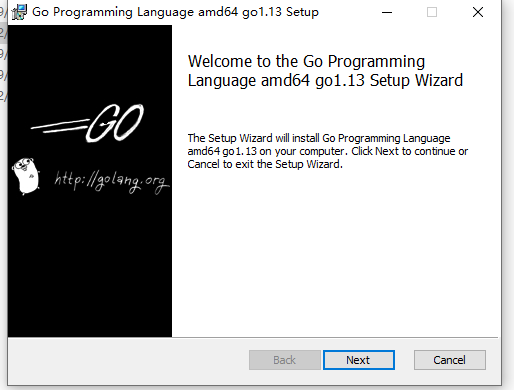 Go Programming Language amd64 go1.13 Setup
Welcome to the Go Programming
Language amd64 go1.13 Setup Wizard
The Setup Wizard will install Go Programming Language
amd64 go1.13 on your computer. Click Next to continue or
Cancel to exit the Setup Wizard.
GO
http://golang.org
Back
Next
Cancel